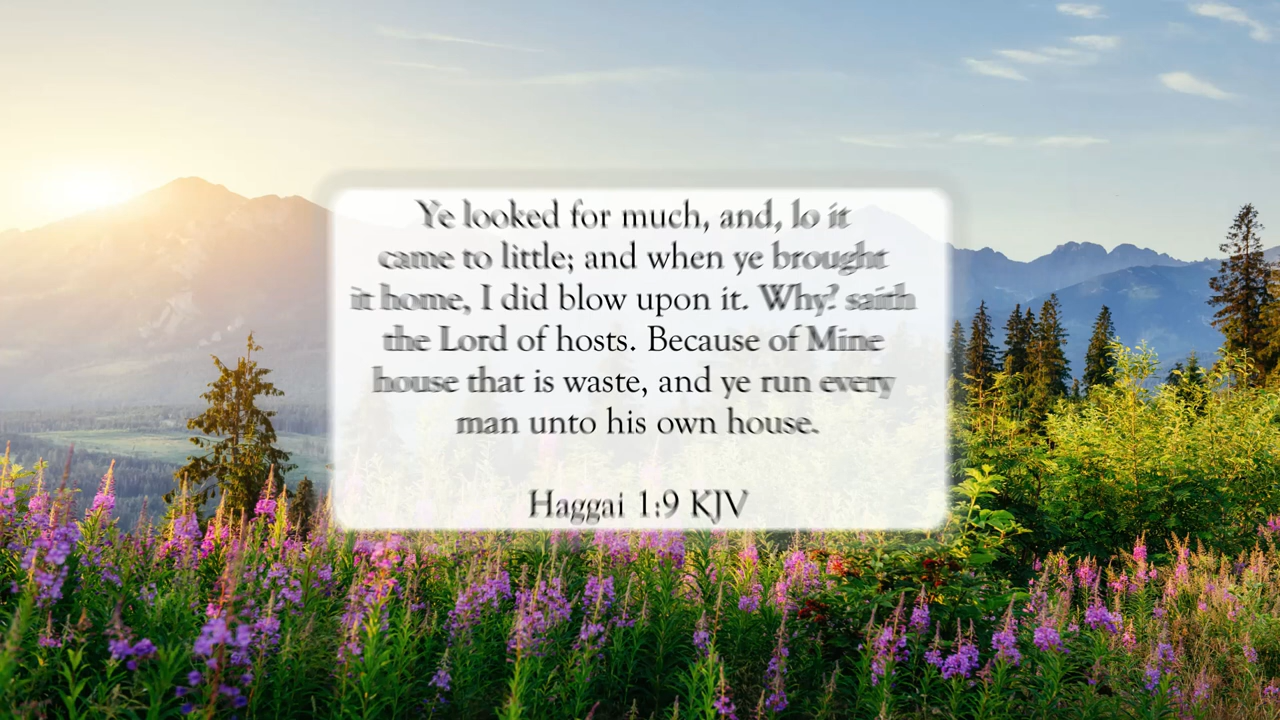 Ye looked for much, and, lo it
came to little; and when ye brought
it home, I did blow upon it. Why? saith
the Lord of hosts. Because of Mine
house that is waste, and ye run every
man unto his own house.
Haggai 1:9 KJV